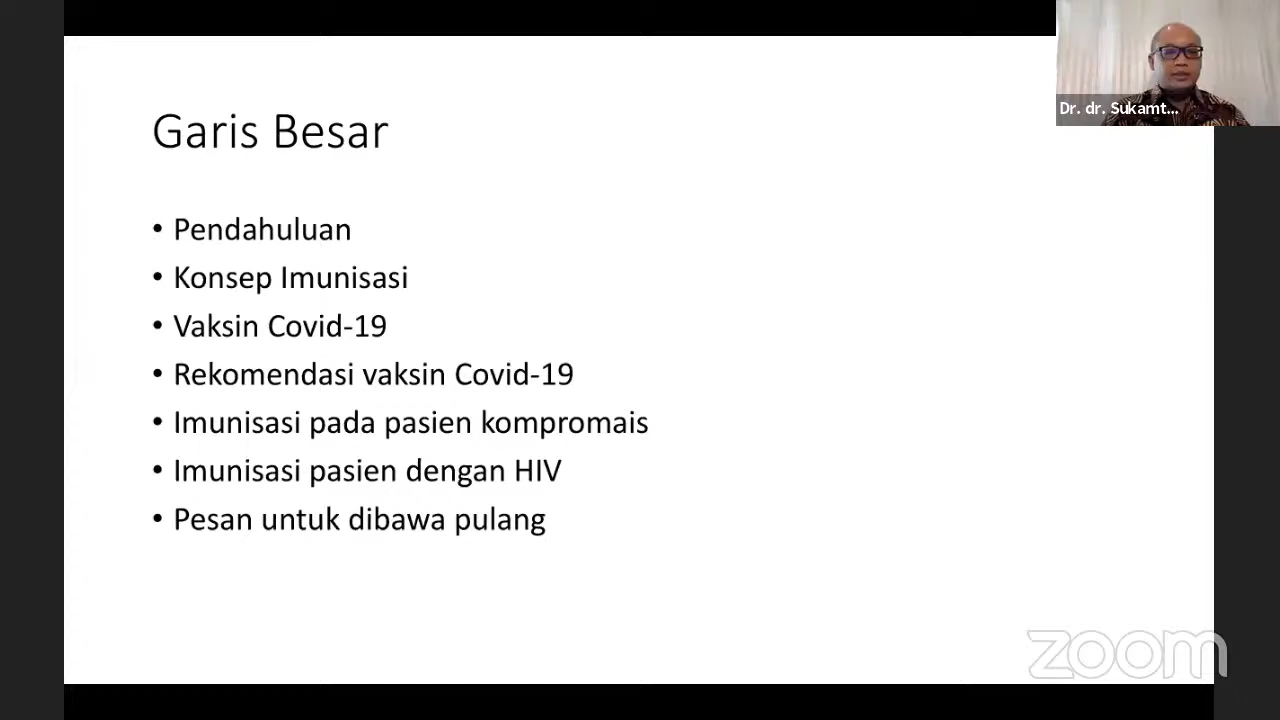 Dr. dr. Sukamt...
Garis Besar
• Pendahuluan
• Konsep Imunisasi
• Vaksin Covid-19
• Rekomendasi vaksin Covid-19
• Imunisasi pada pasien kompromais
• Imunisasi pasien dengan HIV
• Pesan untuk dibawa pulang
zoom